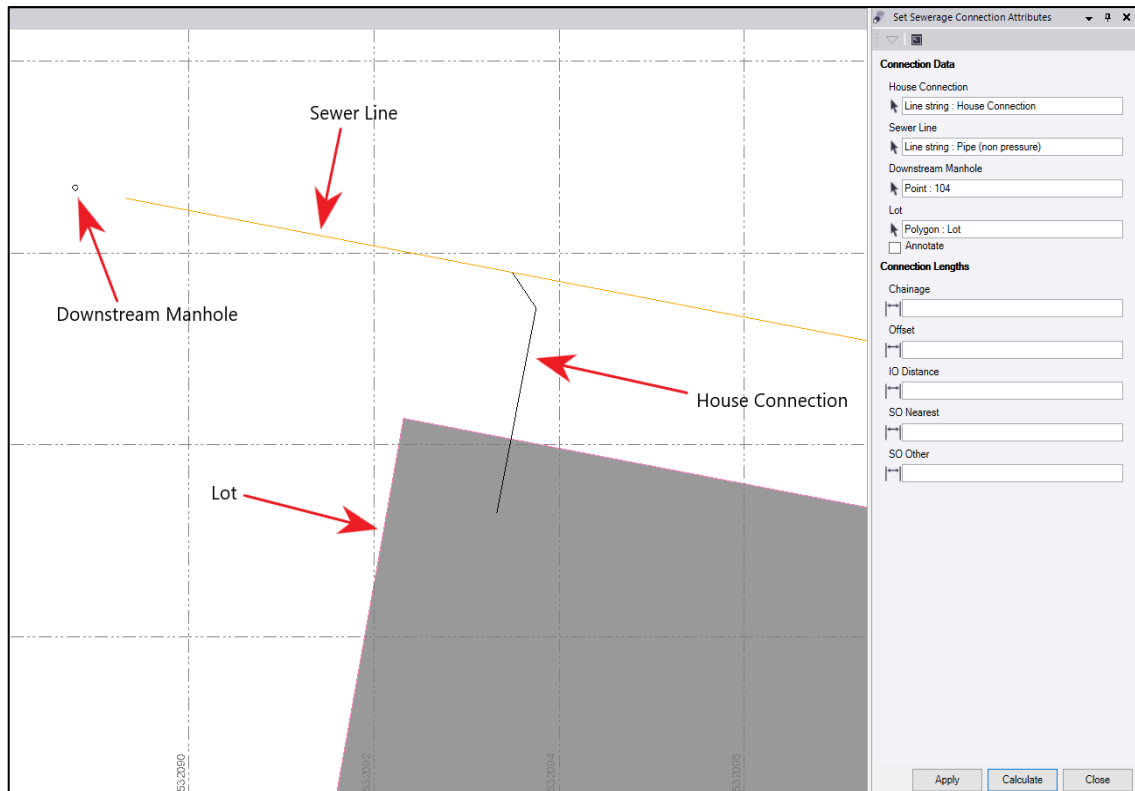 Set Sewerage Connection Attributes
Connection Data
House Connection
Line string : House Connection
Sewer Line
Line string : Pipe (non pressure)
Downstream Manhole
Point : 104
Lot
Polygon : Lot
Annotate
Connection Lengths
Chainage
Offset
IO Distance
SO Nearest
SO Other
Apply
Calculate
Close
Sewer Line
Downstream Manhole
House Connection
Lot
532090
532092
532094
532096